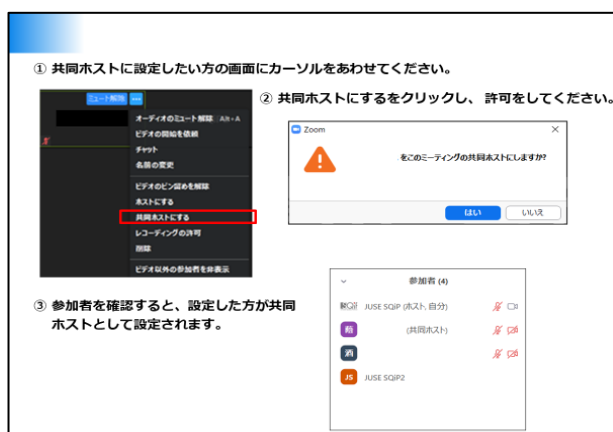 ① 共同ホストに設定したい方の画面にカーソルをあわせてください。
ミュート解除 ...
オーディオのミュート解除 Alt+A
ビデオの開始を依頼
チャット
名前の変更
ビデオのピン留めを解除
ホストにする
共同ホストにする
レコーディングの許可
削除
ビデオ以外の参加者を非表示
② 共同ホストにするをクリックし、許可をしてください。
Zoom
をこのミーティングの共同ホストにしますか?
はい いいえ
③ 参加者を確認すると、設定した方が共同
ホストとして設定されます。
参加者 (4)
JUSE SQiP (ホスト, 自分)
(共同ホスト)
JS JUSE SQiP2